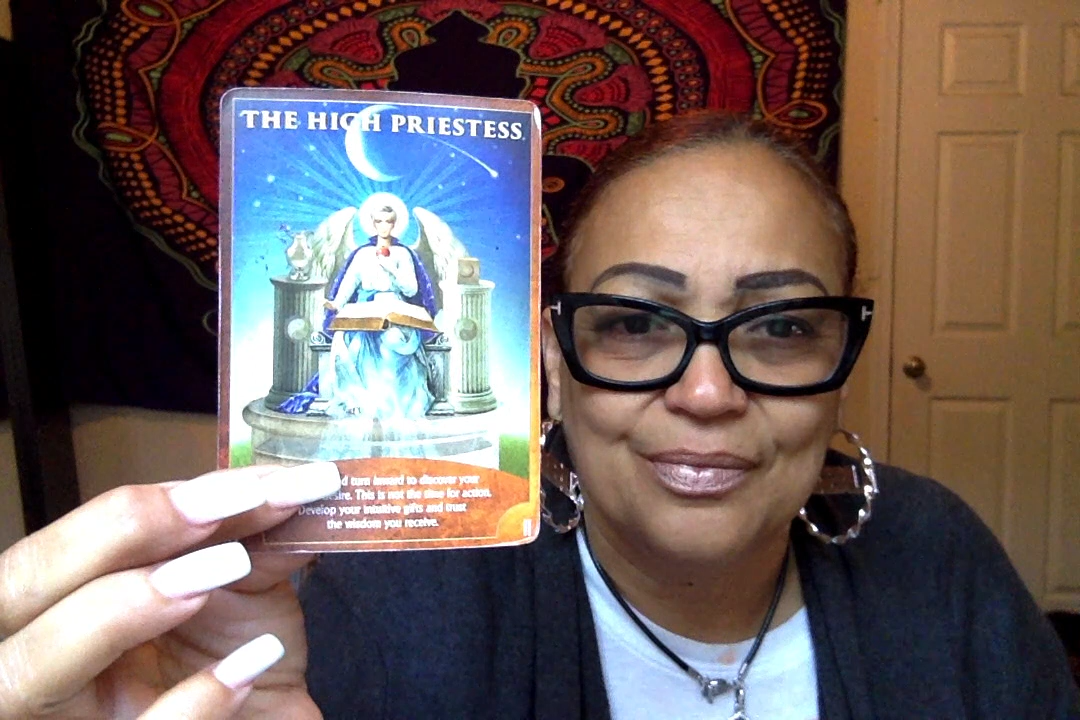 THE HIGH PRIESTESS
turn inward to discover your
This is not the time for action.
Develop your intuitive gifts and trust
the wisdom you receive.
II